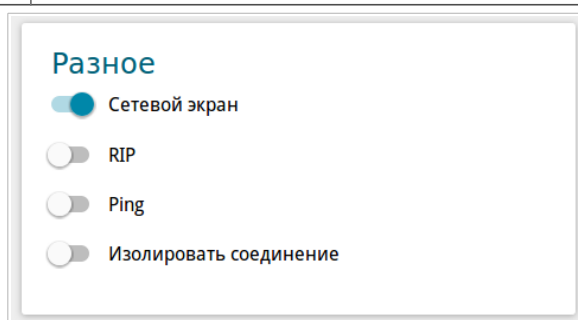 Разное
Сетевой экран
RIP
Ping
Изолировать соединение